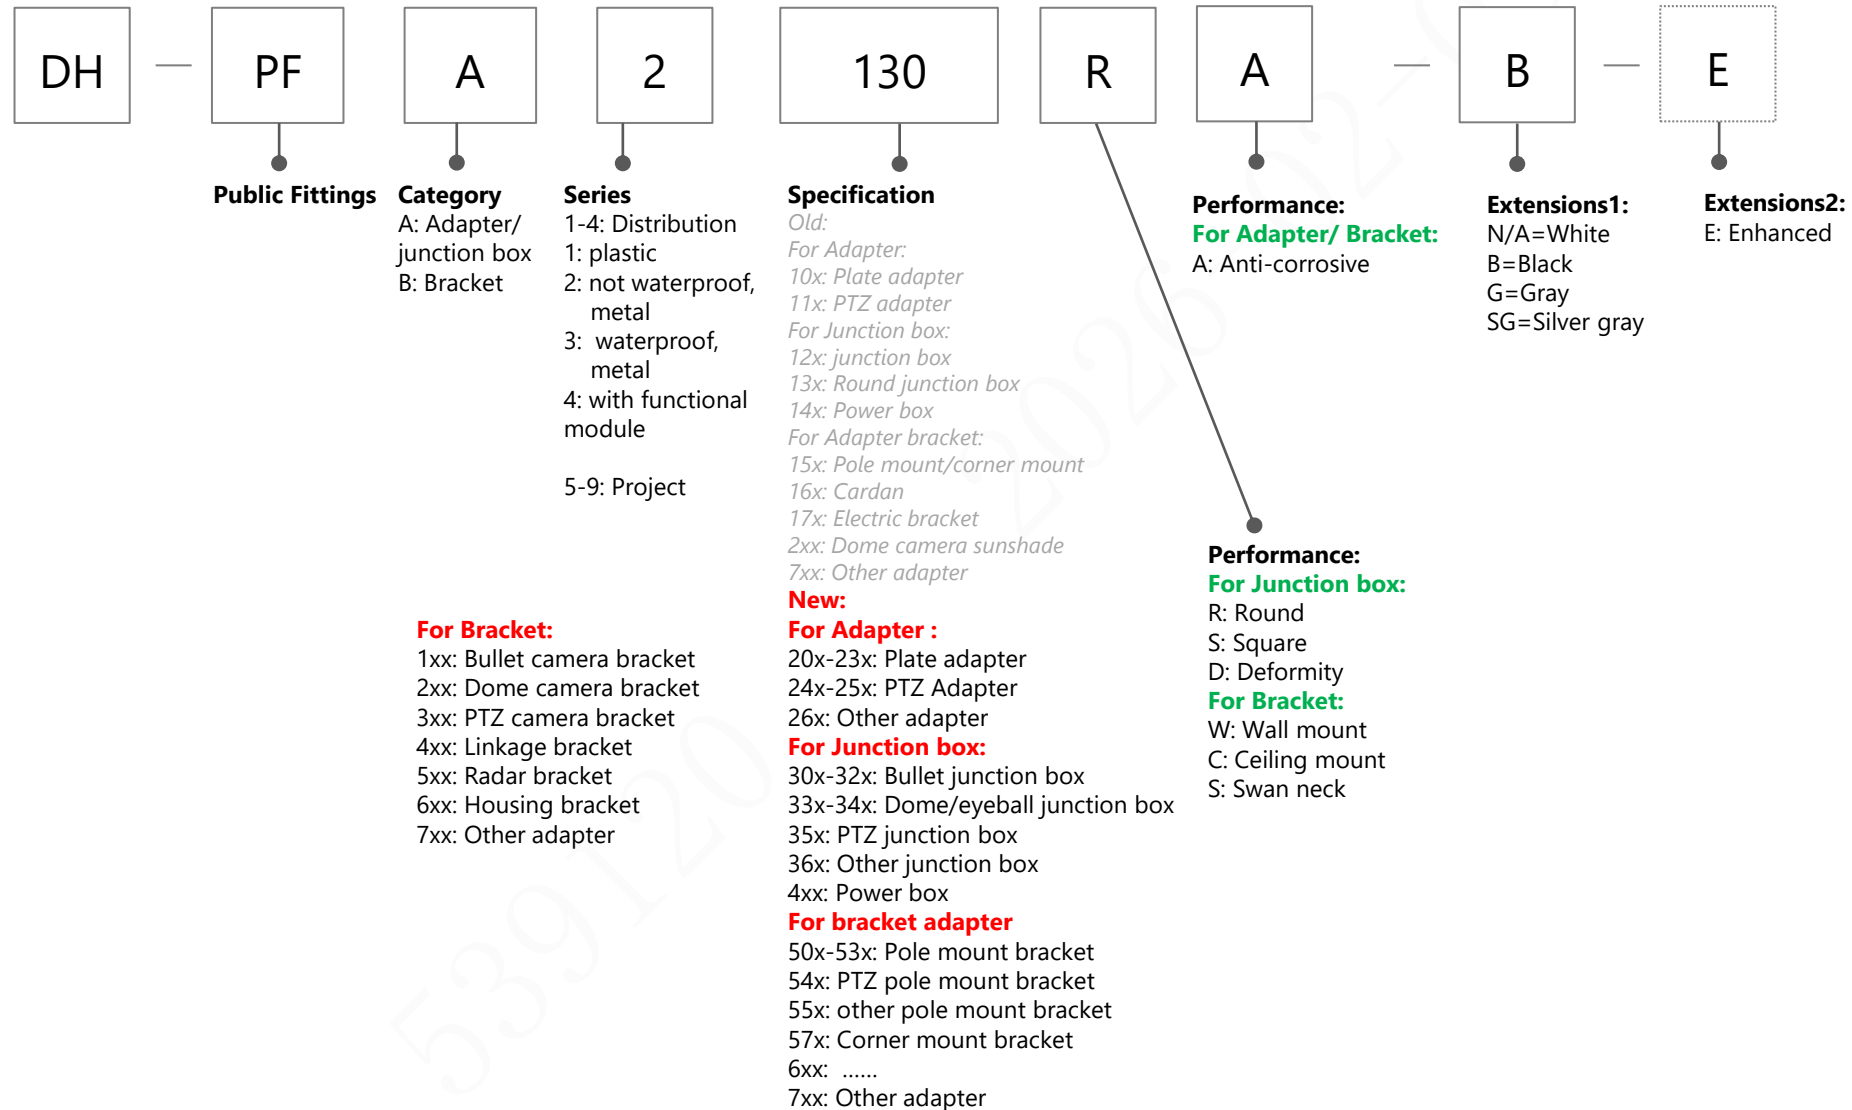 DH — PF A 2 130 R A — B — E
Public Fittings
Category
A: Adapter/
junction box
B: Bracket
Series
1-4: Distribution
1: plastic
2: not waterproof,
metal
3: waterproof,
metal
4: with functional
module
5-9: Project
Specification
Old:
For Adapter:
10x: Plate adapter
11x: PTZ adapter
For Junction box:
12x: junction box
13x: Round junction box
14x: Power box
For Adapter bracket:
15x: Pole mount/corner mount
16x: Cardan
17x: Electric bracket
2xx: Dome camera sunshade
7xx: Other adapter
New:
For Adapter :
20x-23x: Plate adapter
24x-25x: PTZ Adapter
26x: Other adapter
For Junction box:
30x-32x: Bullet junction box
33x-34x: Dome/eyeball junction box
35x: PTZ junction box
36x: Other junction box
4xx: Power box
For bracket adapter
50x-53x: Pole mount bracket
54x: PTZ pole mount bracket
55x: other pole mount bracket
57x: Corner mount bracket
6xx: ......
7xx: Other adapter
For Bracket:
1xx: Bullet camera bracket
2xx: Dome camera bracket
3xx: PTZ camera bracket
4xx: Linkage bracket
5xx: Radar bracket
6xx: Housing bracket
7xx: Other adapter
Performance:
For Junction box:
R: Round
S: Square
D: Deformity
For Bracket:
W: Wall mount
C: Ceiling mount
S: Swan neck
Performance:
For Adapter/ Bracket:
A: Anti-corrosive
Extensions1:
N/A=White
B=Black
G=Gray
SG=Silver gray
Extensions2:
E: Enhanced
539120